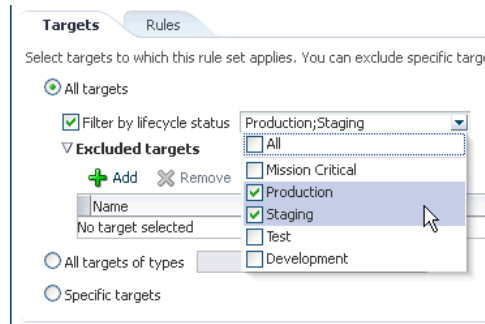 Targets Rules
Select targets to which this rule set applies. You can exclude specific targe
All targets
Filter by lifecycle status Production;Staging
All
Excluded targets
Mission Critical
Add Remove
Production
Name
Staging
No target selected
Test
All targets of types
Development
Specific targets